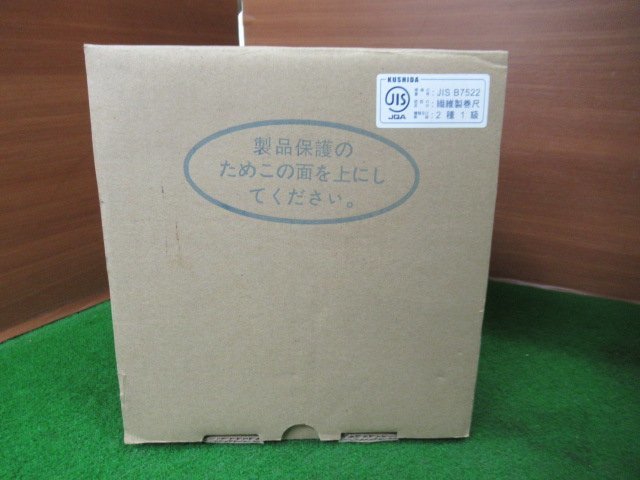 KUSHIDA
JIS
JQA
JIS B7522
繊維製巻尺
2種1級
製品保護の
ためこの面を上にし
てください。